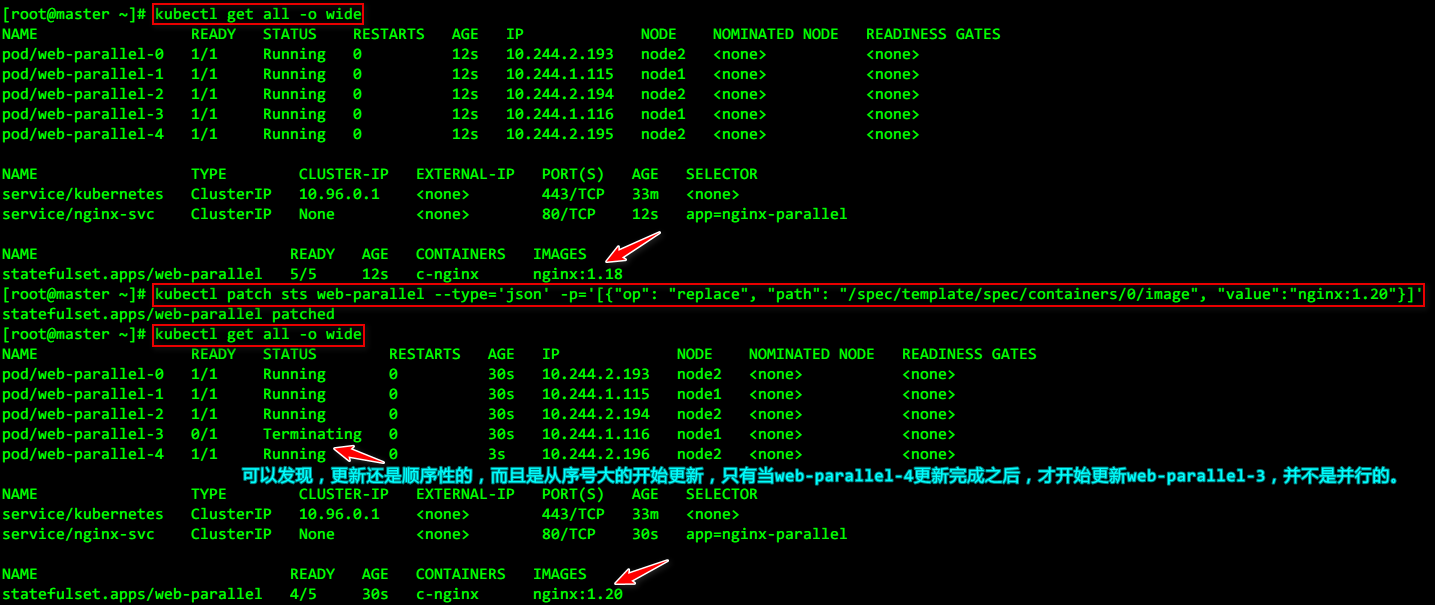 [root@master ~]# kubectl get all -o wide
NAME READY STATUS RESTARTS AGE IP NODE NOMINATED NODE READINESS GATES
pod/web-parallel-0 1/1 Running 0 12s 10.244.2.193 node2 <none> <none>
pod/web-parallel-1 1/1 Running 0 12s 10.244.1.115 node1 <none> <none>
pod/web-parallel-2 1/1 Running 0 12s 10.244.2.194 node2 <none> <none>
pod/web-parallel-3 1/1 Running 0 12s 10.244.1.116 node1 <none> <none>
pod/web-parallel-4 1/1 Running 0 12s 10.244.2.195 node2 <none> <none>
NAME TYPE CLUSTER-IP EXTERNAL-IP PORT(S) AGE SELECTOR
service/kubernetes ClusterIP 10.96.0.1 <none> 443/TCP 33m <none>
service/nginx-svc ClusterIP None <none> 80/TCP 12s app=nginx-parallel
NAME READY AGE CONTAINERS IMAGES
statefulset.apps/web-parallel 5/5 12s c-nginx nginx:1.18
[root@master ~]# kubectl patch sts web-parallel --type='json' -p='[{"op": "replace", "path": "/spec/template/spec/containers/0/image", "value":"nginx:1.20"}]'
statefulset.apps/web-parallel patched
[root@master ~]# kubectl get all -o wide
NAME READY STATUS RESTARTS AGE IP NODE NOMINATED NODE READINESS GATES
pod/web-parallel-0 1/1 Running 0 30s 10.244.2.193 node2 <none> <none>
pod/web-parallel-1 1/1 Running 0 30s 10.244.1.115 node1 <none> <none>
pod/web-parallel-2 1/1 Running 0 30s 10.244.2.194 node2 <none> <none>
pod/web-parallel-3 0/1 Terminating 0 30s 10.244.1.116 node1 <none> <none>
pod/web-parallel-4 1/1 Running 0 3s 10.244.2.196 node2 <none> <none>
可以发现，更新还是顺序性的，而且是从序号大的开始更新，只有当web-parallel-4更新完成之后，才开始更新web-parallel-3，并不是并行的。
NAME TYPE CLUSTER-IP EXTERNAL-IP PORT(S) AGE SELECTOR
service/kubernetes ClusterIP 10.96.0.1 <none> 443/TCP 33m <none>
service/nginx-svc ClusterIP None <none> 80/TCP 30s app=nginx-parallel
NAME READY AGE CONTAINERS IMAGES
statefulset.apps/web-parallel 4/5 30s c-nginx nginx:1.20